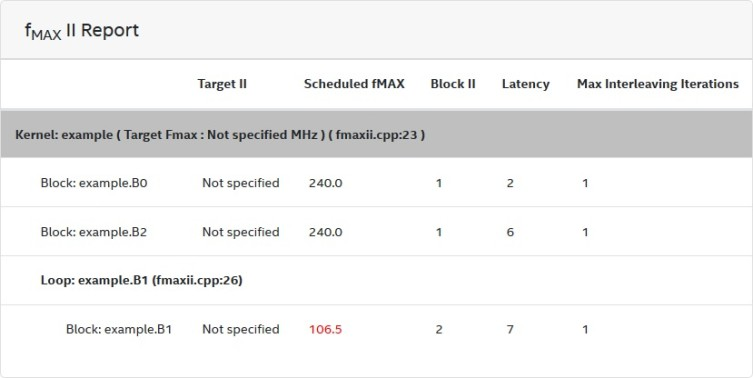 fMAX II Report
Target II Scheduled fMAX Block II Latency Max Interleaving Iterations
Kernel: example ( Target Fmax : Not specified MHz ) ( fmaxii.cpp:23 )
Block: example.B0 Not specified 240.0 1 2 1
Block: example.B2 Not specified 240.0 1 6 1
Loop: example.B1 (fmaxii.cpp:26)
Block: example.B1 Not specified 106.5 2 7 1